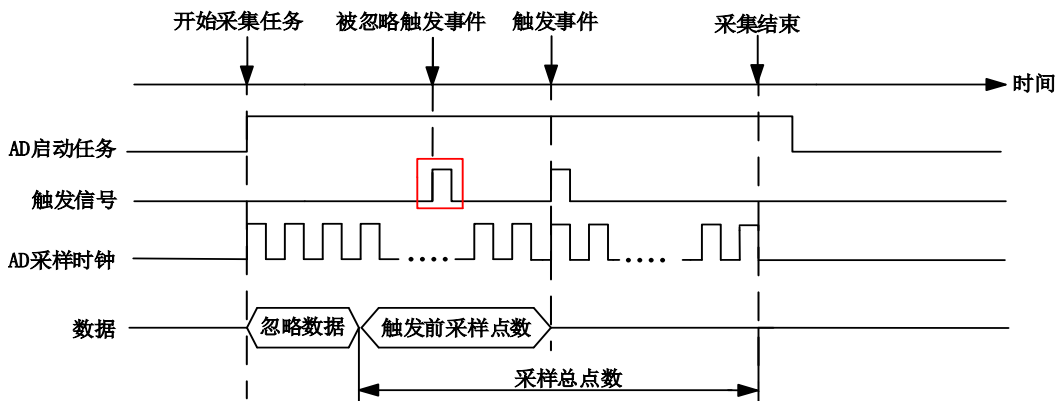 开始采集任务 被忽略触发事件 触发事件 采集结束
时间
AD启动任务
触发信号
AD采样时钟
数据 忽略数据 触发前采样点数
采样总点数